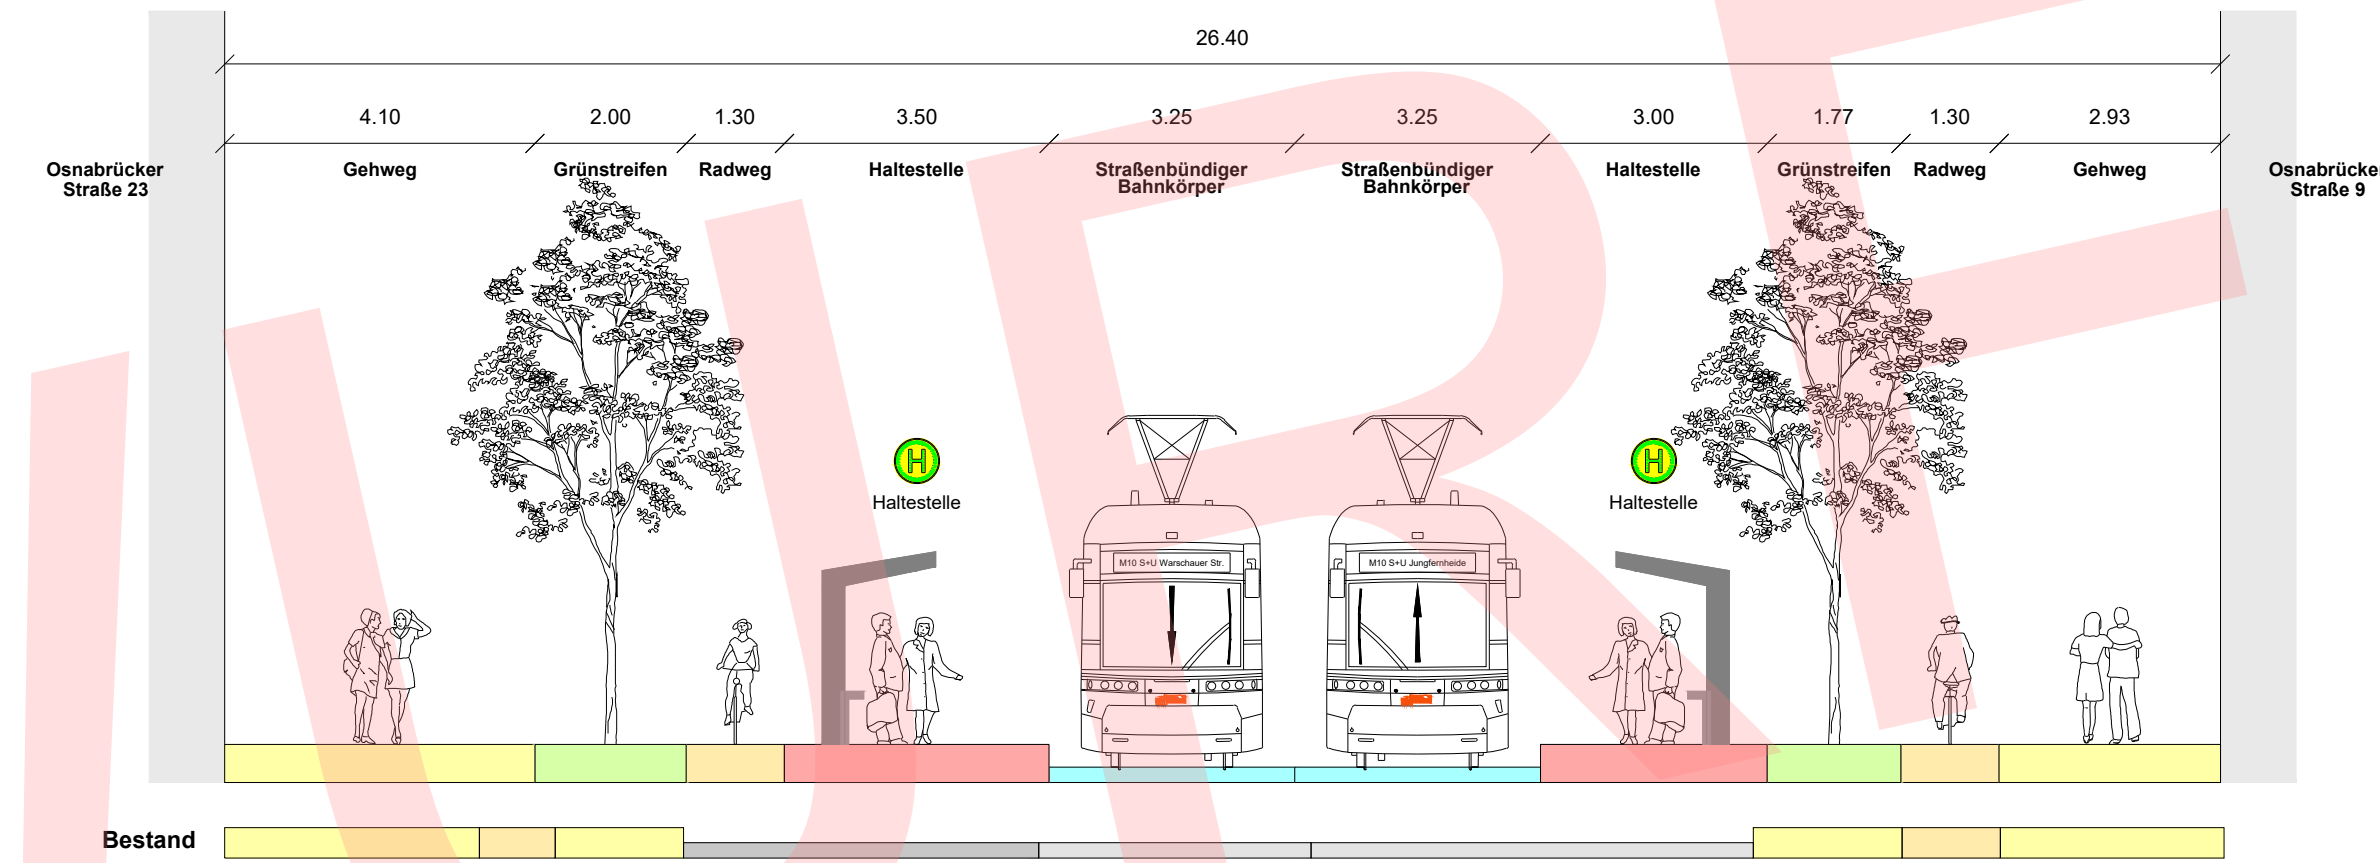 26.40
4.10 2.00 1.30 3.50 3.25 3.25 3.00 1.77 1.30 2.93
Osnabrücker
Straße 23
Gehweg Grünstreifen Radweg Haltestelle Straßenbündiger
Bahnkörper
Straßenbündiger
Bahnkörper
Haltestelle Grünstreifen Radweg Gehweg
Osnabrücker
Straße 9
H
Haltestelle
H
Haltestelle
M10 S+U Warschauer Str.
M10 S+U Jungfernheide
Bestand